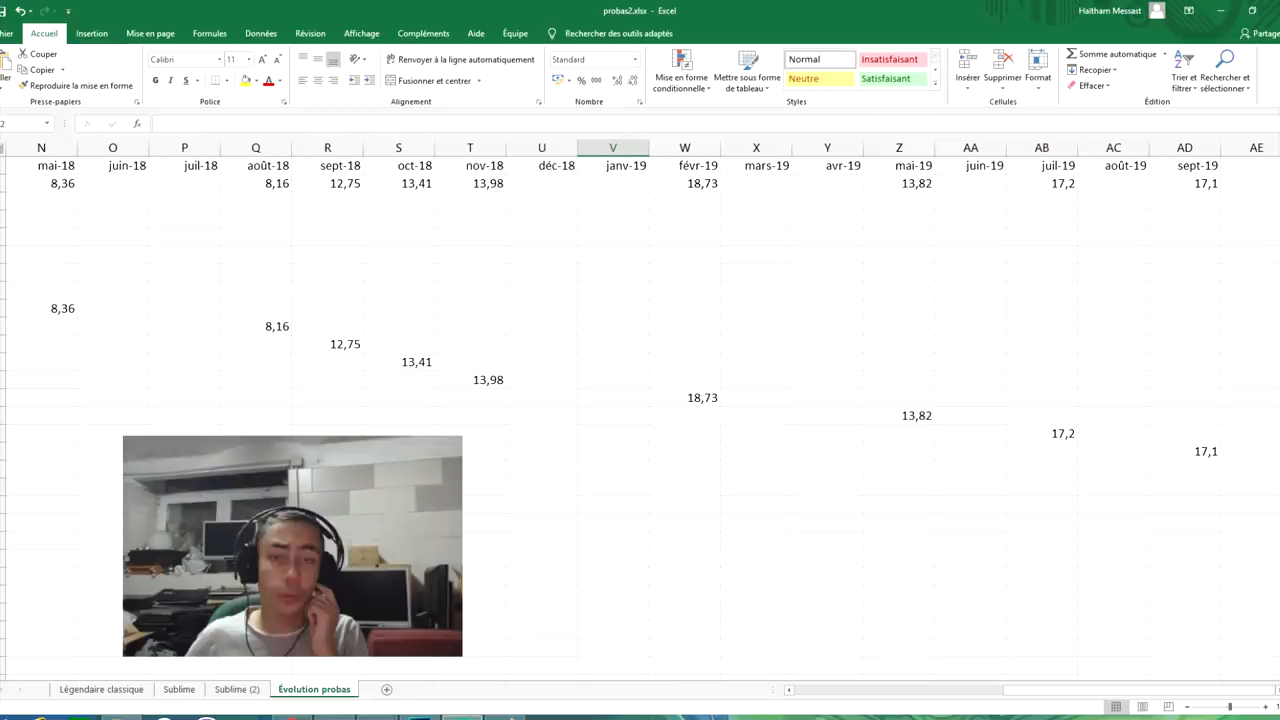 probas2.xlsx - Excel
Haitham Messast
Accueil Insertion Mise en page Formules Données Révision Affichage Compléments Aide Équipe Rechercher des outils adaptés Partage
Couper
Copier
Reproduire la mise en forme
Presse-papiers
Calibri 11
G I S
Police
Renvoyer à la ligne automatiquement
Fusionner et centrer
Alignement
Standard
% 000
Nombre
Mise en forme conditionnelle
Mettre sous forme de tableau
Normal Insatisfaisant
Neutre Satisfaisant
Styles
Insérer Supprimer Format
Cellules
Somme automatique
Recopier
Effacer
Trier et filtrer
Rechercher et sélectionner
Édition
2 fx
N O P Q R S T U V W X Y Z AA AB AC AD AE
mai-18 juin-18 juil-18 août-18 sept-18 oct-18 nov-18 déc-18 janv-19 févr-19 mars-19 avr-19 mai-19 juin-19 juil-19 août-19 sept-19
8,36 8,16 12,75 13,41 13,98 18,73 13,82 17,2 17,1
8,36
8,16
12,75
13,41
13,98
18,73
13,82
17,2
17,1
Légendaire classique Sublime Sublime (2) Évolution probas